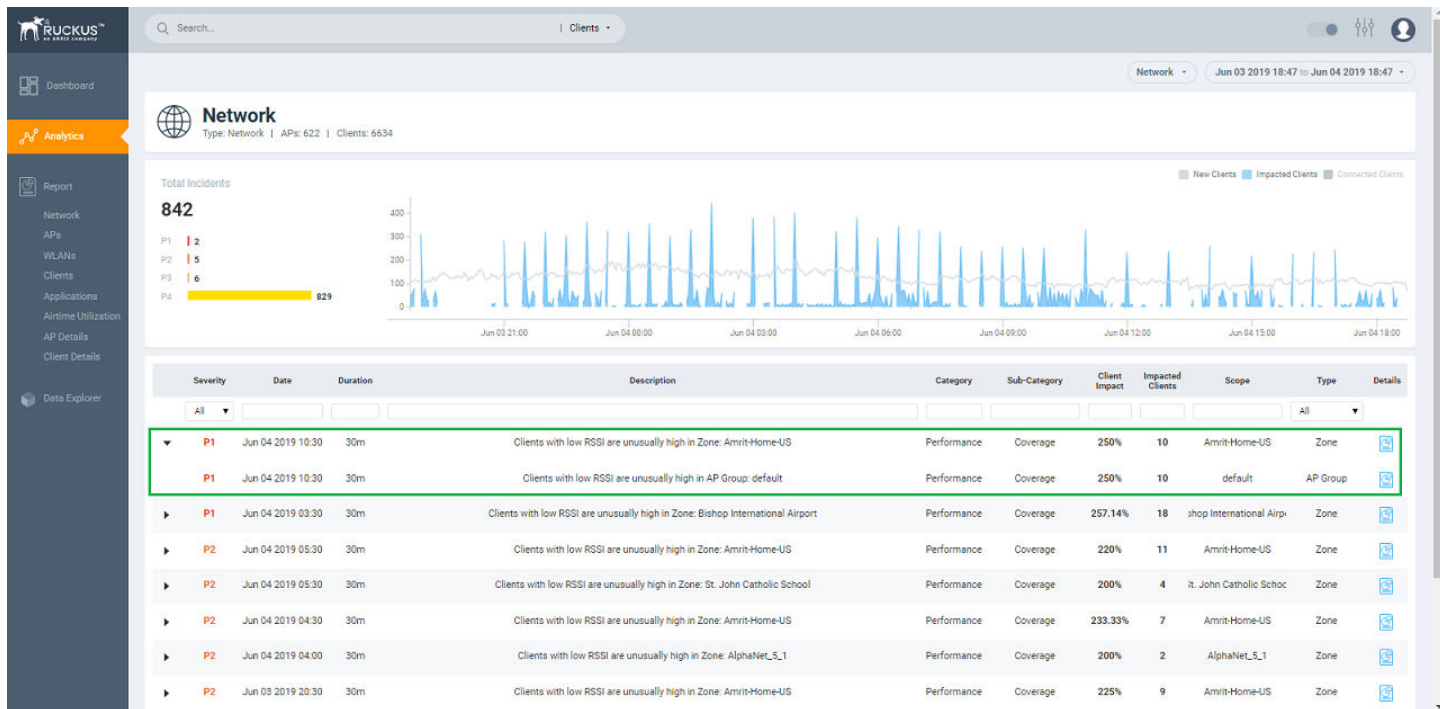 RUCKUS™
an ARRIS company
Search...
| Clients
Network
Jun 03 2019 18:47 to Jun 04 2019 18:47
Dashboard
Analytics
Report
Network
APs
WLANs
Clients
Applications
Airtime Utilization
AP Details
Client Details
Data Explorer
Network
Type: Network | APs: 622 | Clients: 6634
Total Incidents
842
P1 2
P2 5
P3 6
P4 829
New Clients Impacted Clients Connected Clients
400
300
200
100
0
Jun 03 21:00 Jun 04 00:00 Jun 04 03:00 Jun 04 06:00 Jun 04 09:00 Jun 04 12:00 Jun 04 15:00 Jun 04 18:00
Severity Date Duration Description Category Sub-Category Client Impact Impacted Clients Scope Type Details
All All
P1 Jun 04 2019 10:30 30m Clients with low RSSI are unusually high in Zone: Amrit-Home-US Performance Coverage 250% 10 Amrit-Home-US Zone
P1 Jun 04 2019 10:30 30m Clients with low RSSI are unusually high in AP Group: default Performance Coverage 250% 10 default AP Group
P1 Jun 04 2019 03:30 30m Clients with low RSSI are unusually high in Zone: Bishop International Airport Performance Coverage 257.14% 18 shop International Airp Zone
P2 Jun 04 2019 05:30 30m Clients with low RSSI are unusually high in Zone: Amrit-Home-US Performance Coverage 220% 11 Amrit-Home-US Zone
P2 Jun 04 2019 05:30 30m Clients with low RSSI are unusually high in Zone: St. John Catholic School Performance Coverage 200% 4 t. John Catholic Schoc Zone
P2 Jun 04 2019 04:30 30m Clients with low RSSI are unusually high in Zone: Amrit-Home-US Performance Coverage 233.33% 7 Amrit-Home-US Zone
P2 Jun 04 2019 04:00 30m Clients with low RSSI are unusually high in Zone: AlphaNet_5_1 Performance Coverage 200% 2 AlphaNet_5_1 Zone
P2 Jun 03 2019 20:30 30m Clients with low RSSI are unusually high in Zone: Amrit-Home-US Performance Coverage 225% 9 Amrit-Home-US Zone